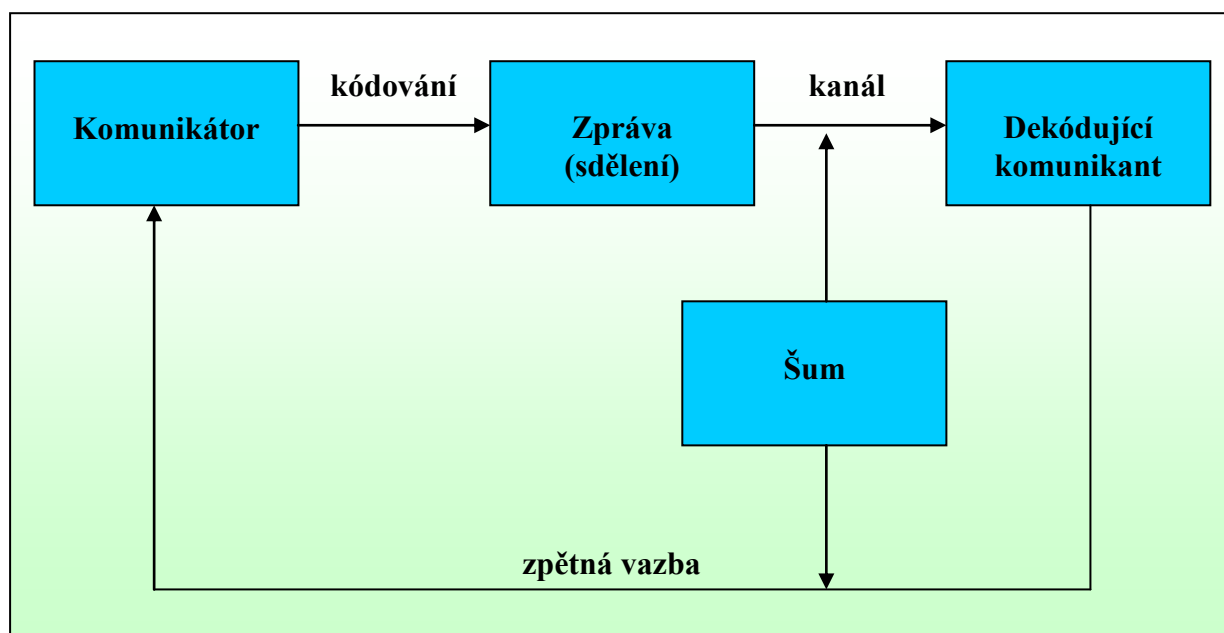 kódování
kanál
Komunikátor
Zpráva
(sdělení)
Dekódující
komunikant
Šum
zpětná vazba